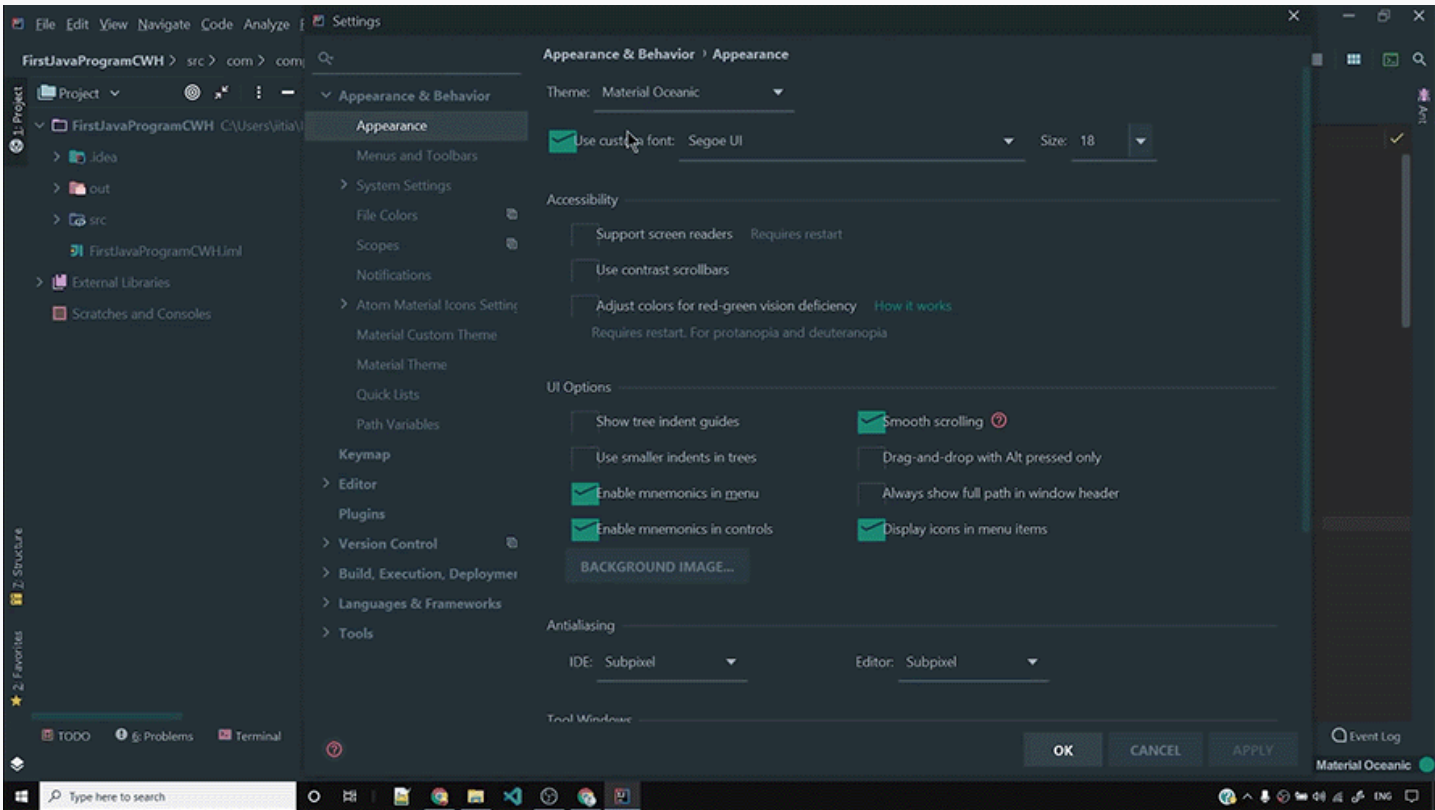 File Edit View Navigate Code Analyze
Settings
FirstJavaProgramCWH > src > com > com
Appearance & Behavior › Appearance
1: Project
Project
Theme: Material Oceanic
Appearance & Behavior
Ant
FirstJavaProgramCWH C:\Users\iitia\
Appearance
Use custom font: Segoe UI
Size: 18
.idea
Menus and Toolbars
out
System Settings
Accessibility
src
File Colors
Support screen readers Requires restart
FirstJavaProgramCWH.iml
Scopes
Use contrast scrollbars
External Libraries
Notifications
Scratches and Consoles
Atom Material Icons Setting
Adjust colors for red-green vision deficiency How it works
Material Custom Theme
Requires restart. For protanopia and deuteranopia
Material Theme
Quick Lists
UI Options
Path Variables
Show tree indent guides
Smooth scrolling
Keymap
Use smaller indents in trees
Drag-and-drop with Alt pressed only
Editor
Enable mnemonics in menu
Always show full path in window header
Plugins
Enable mnemonics in controls
Display icons in menu items
Version Control
BACKGROUND IMAGE...
Build, Execution, Deploymen
Languages & Frameworks
Antialiasing
Tools
IDE: Subpixel
Editor: Subpixel
Z: Structure
2: Favorites
Tool Windows
TODO
6: Problems
Terminal
OK
CANCEL
APPLY
Event Log
Material Oceanic
Type here to search
ENG